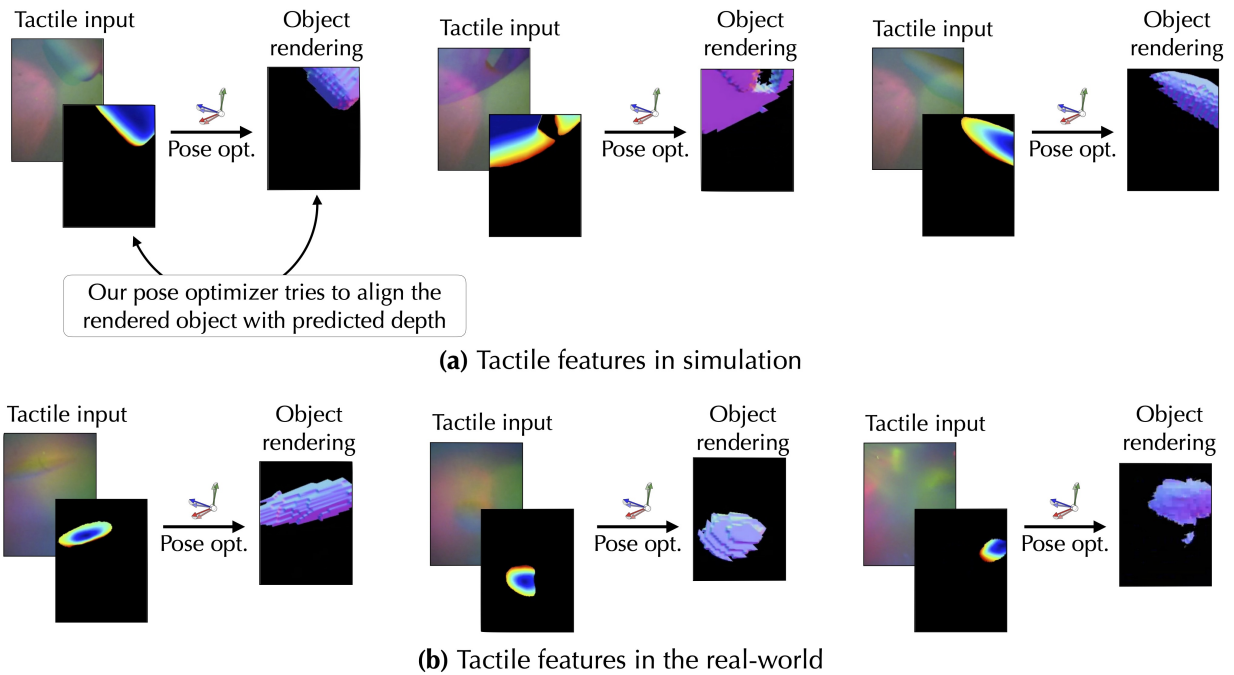 Tactile input
Object
rendering
Pose opt.
Tactile input
Object
rendering
Pose opt.
Tactile input
Object
rendering
Pose opt.
Our pose optimizer tries to align the
rendered object with predicted depth
(a) Tactile features in simulation
Tactile input
Object
rendering
Pose opt.
Tactile input
Object
rendering
Pose opt.
Tactile input
Object
rendering
Pose opt.
(b) Tactile features in the real-world